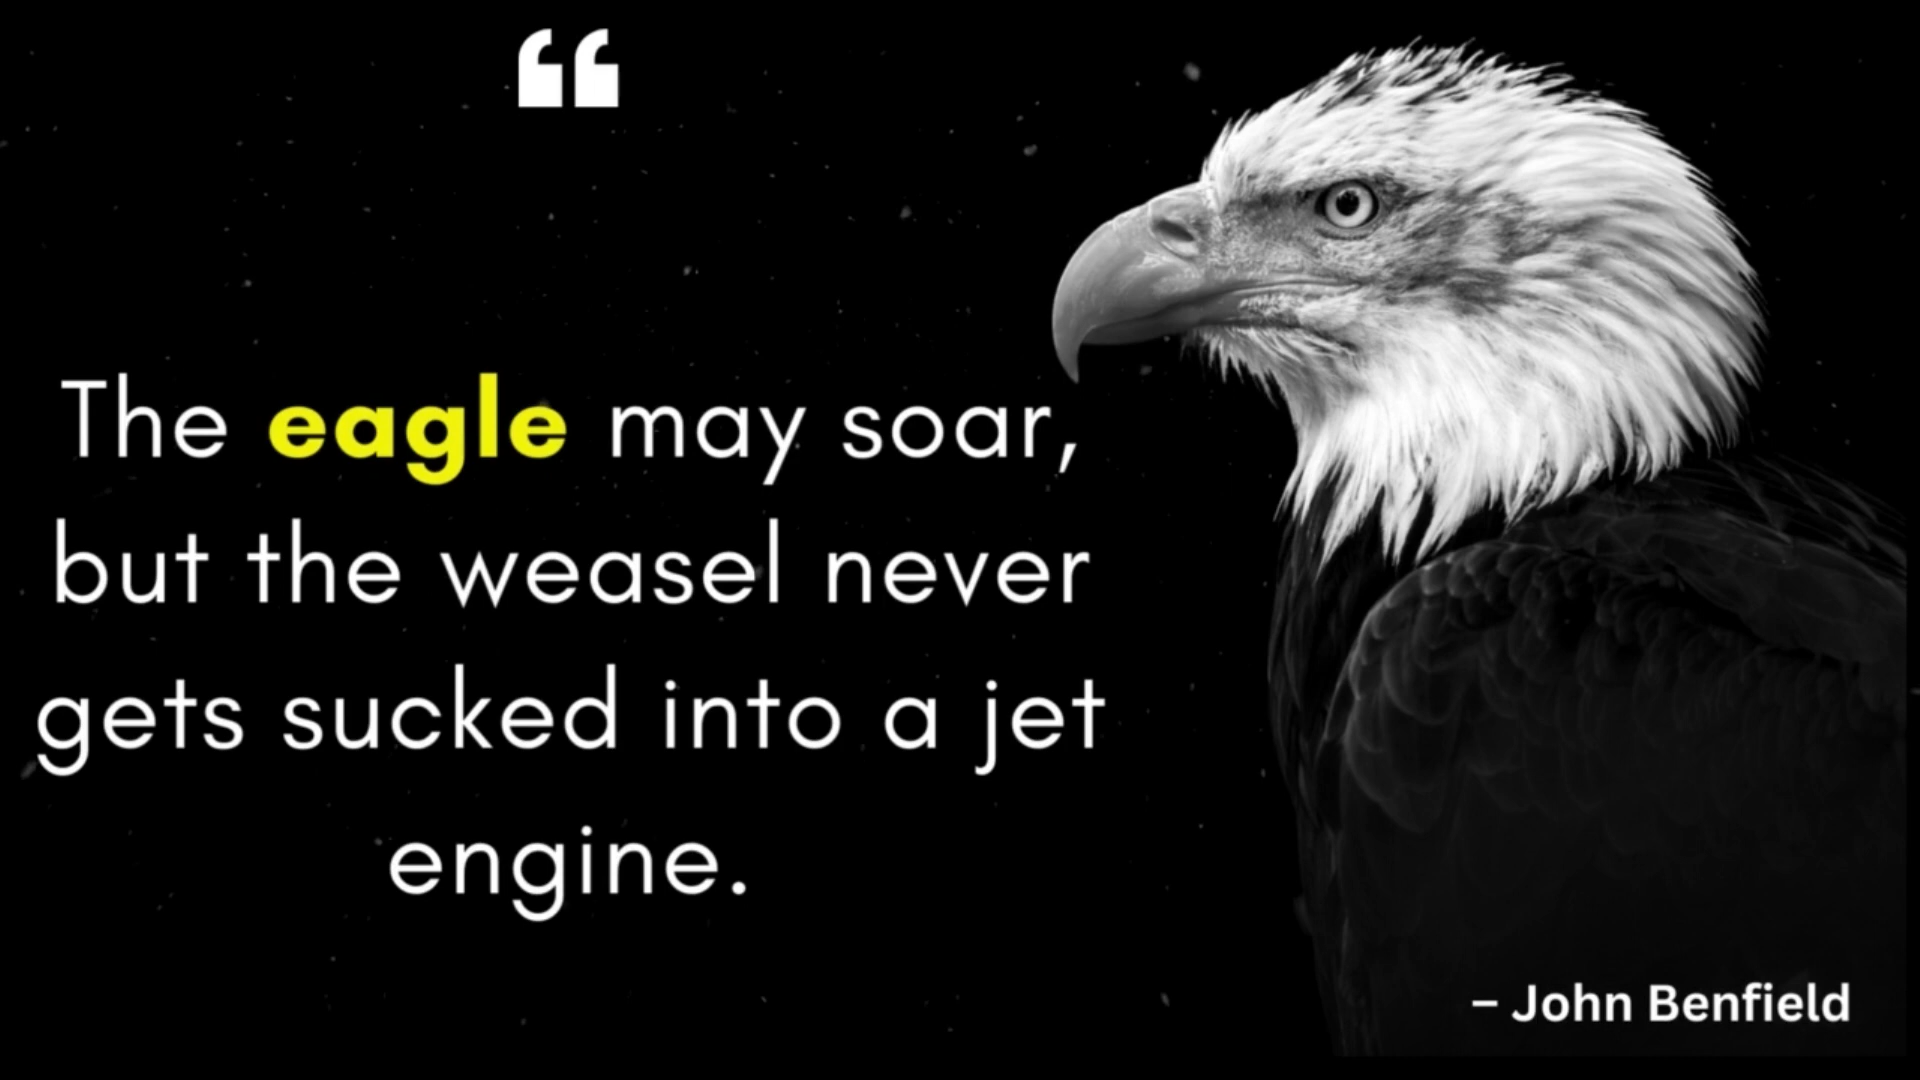 “
The eagle may soar,
but the weasel never
gets sucked into a jet
engine.
– John Benfield